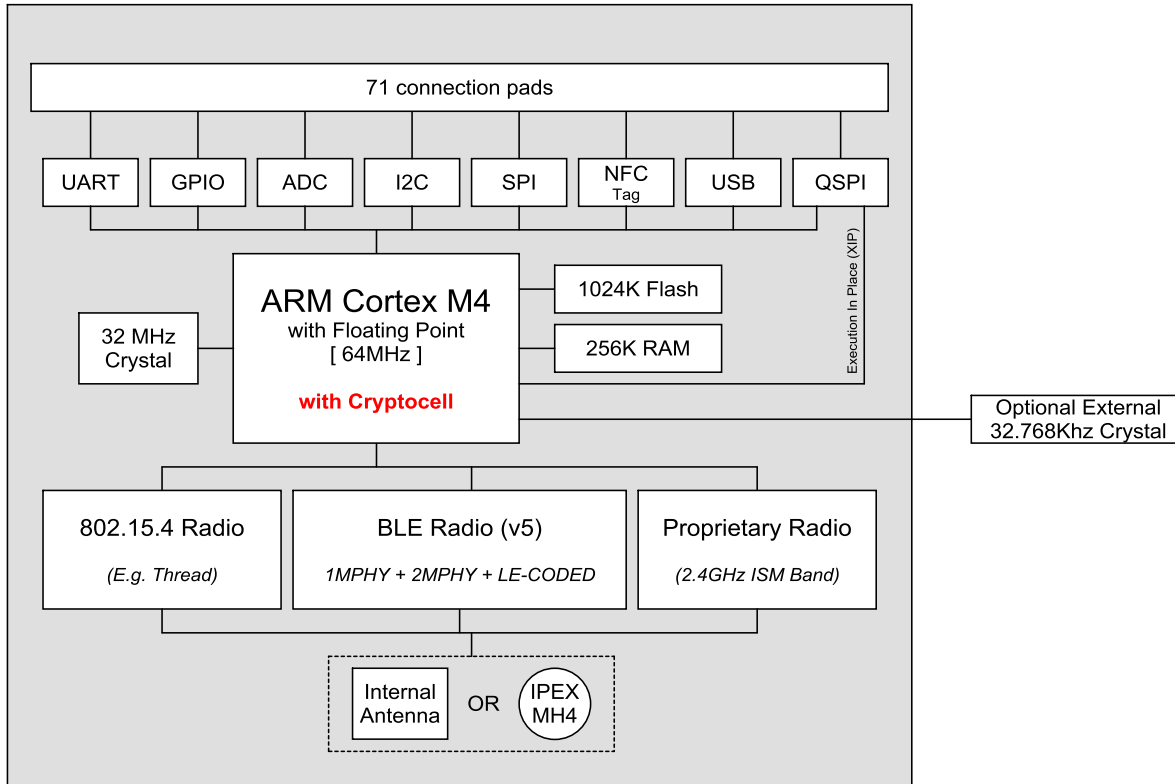 71 connection pads
UART
GPIO
ADC
I2C
SPI
NFC
Tag
USB
QSPI
Execution In Place (XIP)
ARM Cortex M4
with Floating Point
[ 64MHz ]
with Cryptocell
32 MHz
Crystal
1024K Flash
256K RAM
Optional External
32.768Khz Crystal
802.15.4 Radio
(E.g. Thread)
BLE Radio (v5)
1MPHY + 2MPHY + LE-CODED
Proprietary Radio
(2.4GHz ISM Band)
Internal
Antenna
OR
IPEX
MH4